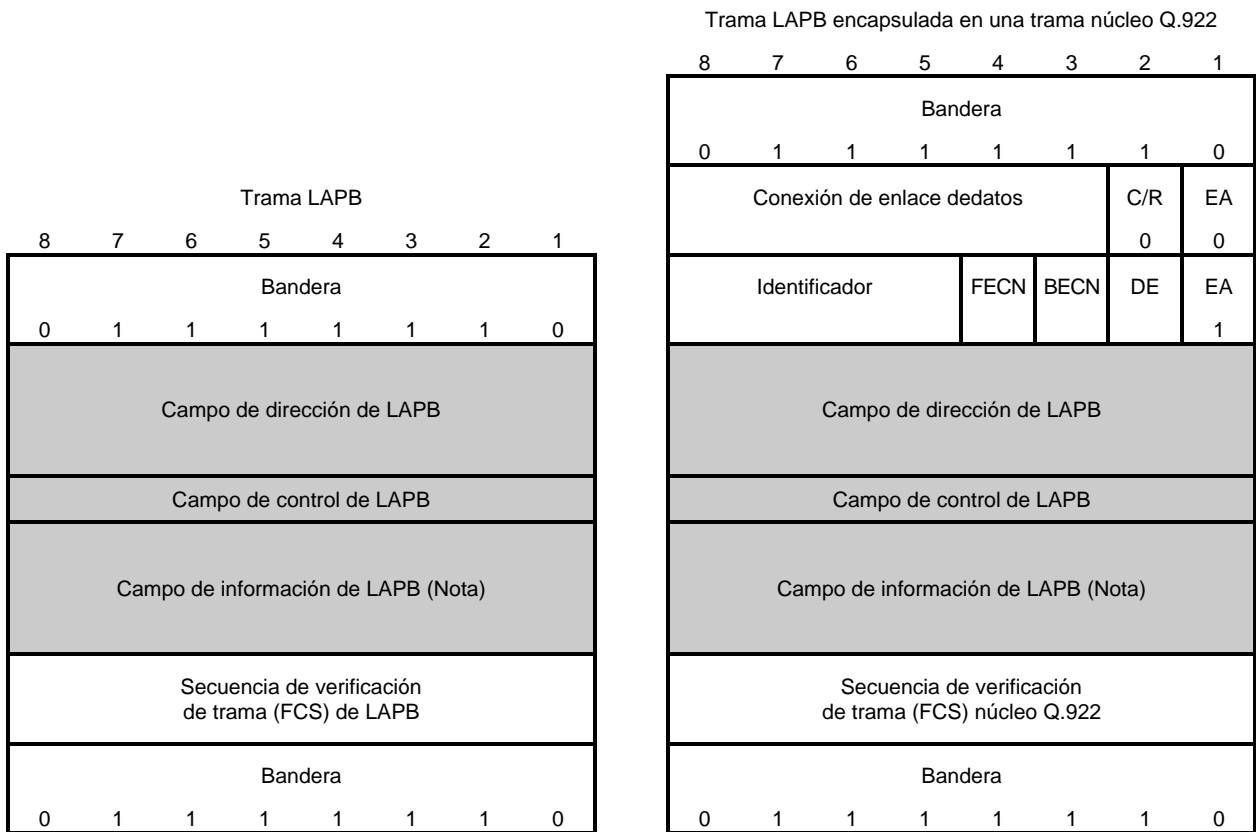 Trama LAPB encapsulada en una trama núcleo Q.922
8 7 6 5 4 3 2 1
Bandera
0 1 1 1 1 1 1 0
Conexión de enlace dedatos C/R EA
0 0
Identificador FECN BECN DE EA
1
Campo de dirección de LAPB
Campo de control de LAPB
Campo de información de LAPB (Nota)
Secuencia de verificación
de trama (FCS) núcleo Q.922
Bandera
0 1 1 1 1 1 1 0
Trama LAPB
8 7 6 5 4 3 2 1
Bandera
0 1 1 1 1 1 1 0
Campo de dirección de LAPB
Campo de control de LAPB
Campo de información de LAPB (Nota)
Secuencia de verificación
de trama (FCS) de LAPB
Bandera
0 1 1 1 1 1 1 0